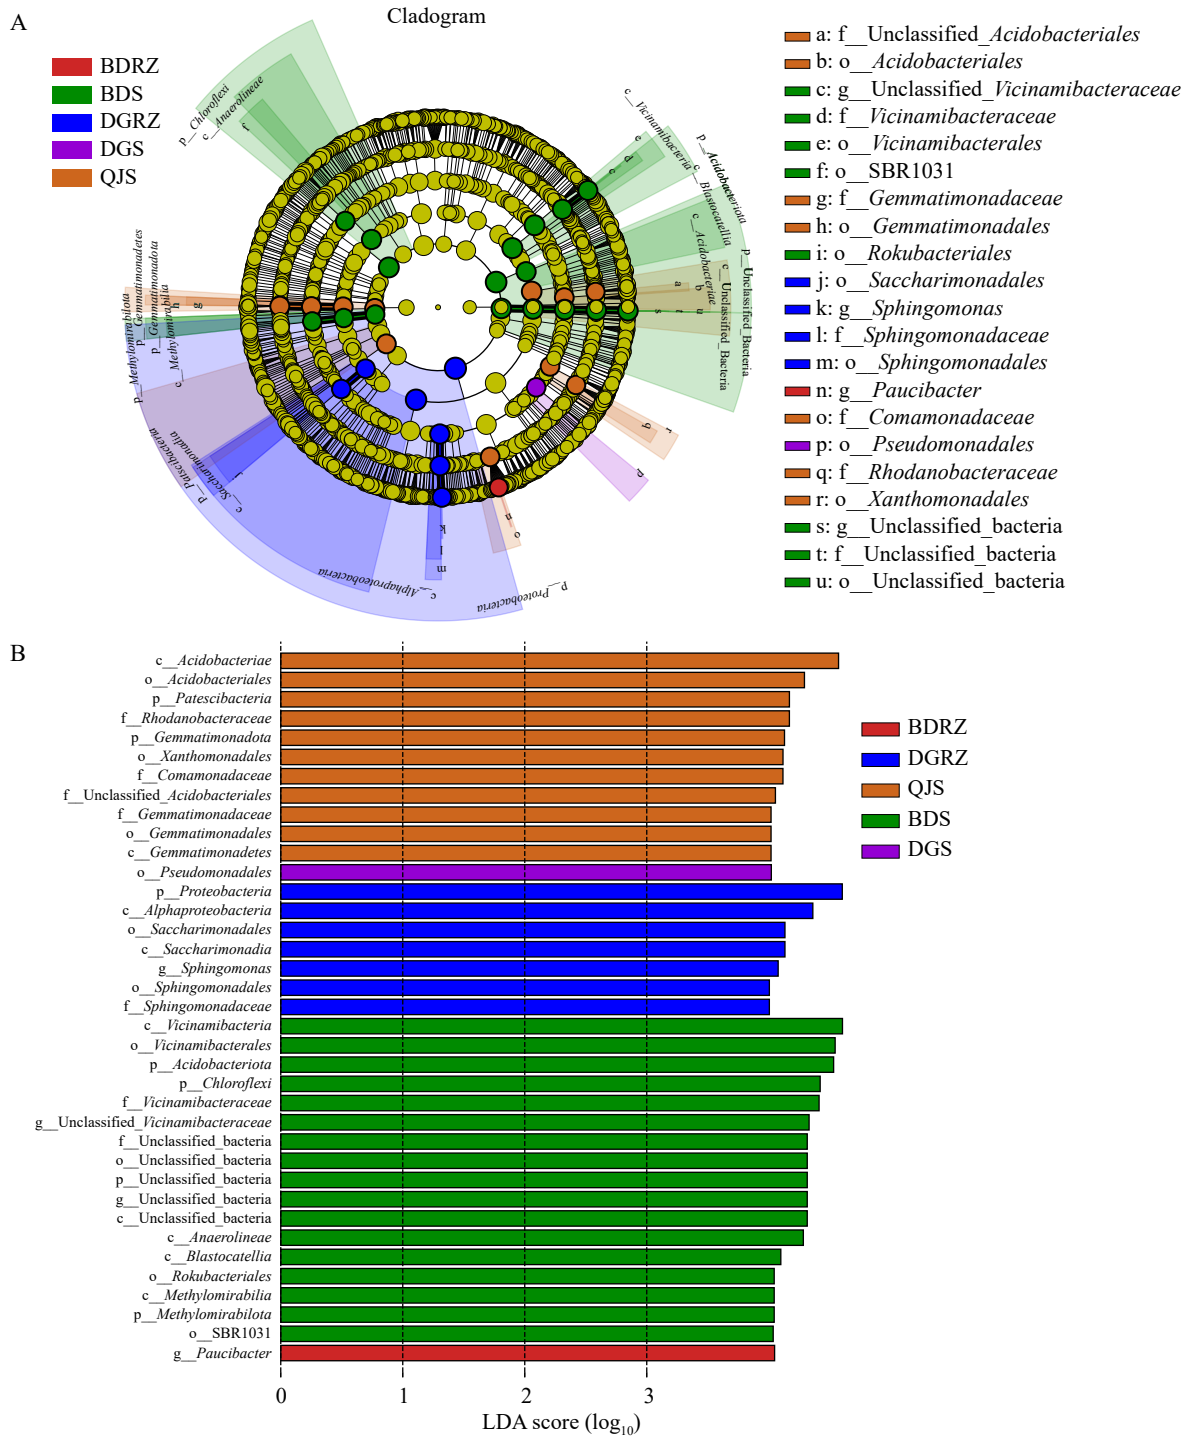 A
Cladogram
BDRZ
BDS
DGRZ
DGS
QJS
p__Chloroflexi
c__Anaerolineae
f
c__Vicinamibacteria
e
d
c
p__Acidobacteriota
c__Blastocatellia
c__Acidobacteriae
a
b
c__Unclassified_Bacteria
p__Unclassified_Bacteria
s
t
u
r
q
p
n
o
k
l
m
p__Proteobacteria
c__Alphaproteobacteria
j
c__Saccharimonadia
p__Patescibacteria
p__Methylomirabilota
c__Methylomirabilia
p__Gemmatimonadetes
p__Gemmatimonadota
h
g
a: f__Unclassified_Acidobacteriales
b: o__Acidobacteriales
c: g__Unclassified_Vicinamibacteraceae
d: f__Vicinamibacteraceae
e: o__Vicinamibacterales
f: o__SBR1031
g: f__Gemmatimonadaceae
h: o__Gemmatimonadales
i: o__Rokubacteriales
j: o__Saccharimonadales
k: g__Sphingomonas
l: f__Sphingomonadaceae
m: o__Sphingomonadales
n: g__Paucibacter
o: f__Comamonadaceae
p: o__Pseudomonadales
q: f__Rhodanobacteraceae
r: o__Xanthomonadales
s: g__Unclassified_bacteria
t: f__Unclassified_bacteria
u: o__Unclassified_bacteria
B
c__Acidobacteriae
o__Acidobacteriales
p__Patescibacteria
f__Rhodanobacteraceae
p__Gemmatimonadota
o__Xanthomonadales
f__Comamonadaceae
f__Unclassified_Acidobacteriales
f__Gemmatimonadaceae
o__Gemmatimonadales
c__Gemmatimonadetes
o__Pseudomonadales
p__Proteobacteria
c__Alphaproteobacteria
o__Saccharimonadales
c__Saccharimonadia
g__Sphingomonas
o__Sphingomonadales
f__Sphingomonadaceae
c__Vicinamibacteria
o__Vicinamibacterales
p__Acidobacteriota
p__Chloroflexi
f__Vicinamibacteraceae
g__Unclassified_Vicinamibacteraceae
f__Unclassified_bacteria
o__Unclassified_bacteria
p__Unclassified_bacteria
g__Unclassified_bacteria
c__Unclassified_bacteria
c__Anaerolineae
c__Blastocatellia
o__Rokubacteriales
c__Methylomirabilia
p__Methylomirabilota
o__SBR1031
g__Paucibacter
BDRZ
DGRZ
QJS
BDS
DGS
0 1 2 3
LDA score (log10)